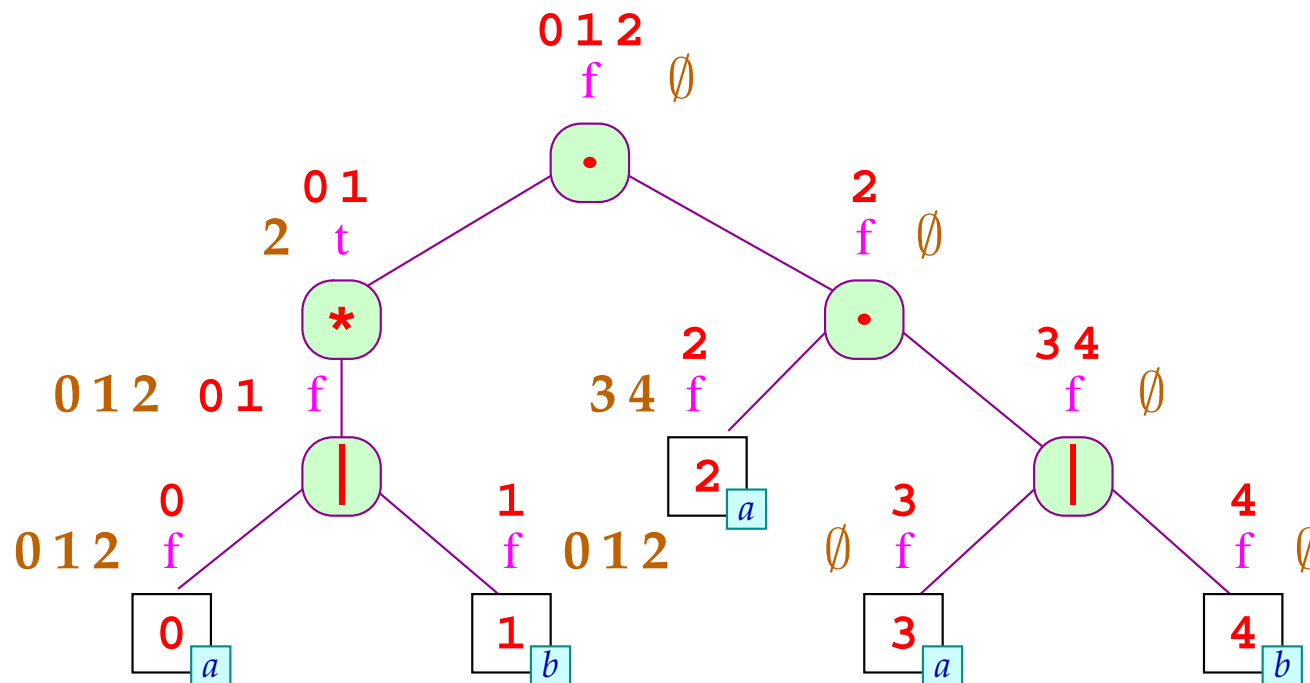 0 1 2
f ∅
•
0 1 2
2 t f ∅
* •
2 3 4
0 1 2 0 1 f 3 4 f f ∅
| 2 a |
0 1 3 4
0 1 2 f f 0 1 2 ∅ f f ∅
0 a 1 b 3 a 4 b